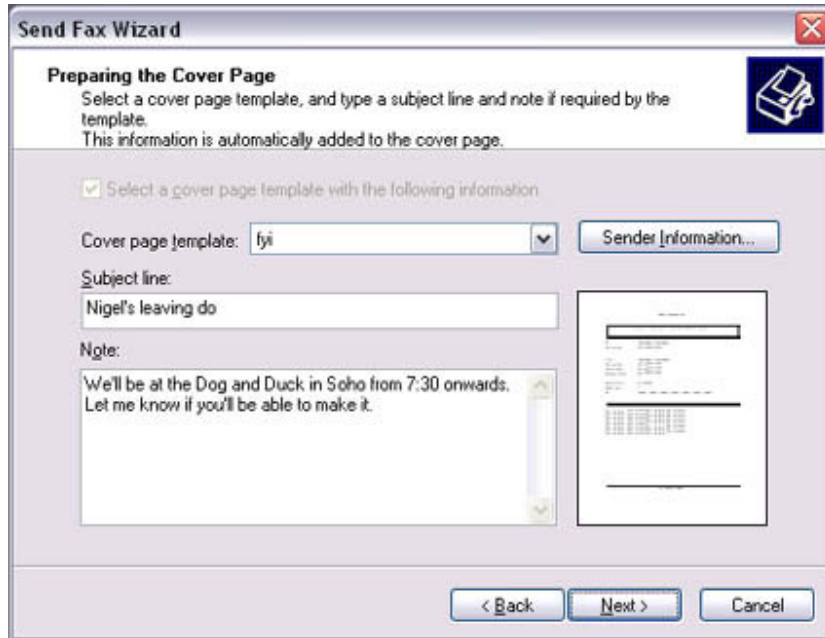 Send Fax Wizard
Preparing the Cover Page
Select a cover page template, and type a subject line and note if required by the
template.
This information is automatically added to the cover page.
Select a cover page template with the following information
Cover page template: fyi Sender Information...
Subject line:
Nigel's leaving do
Note:
We'll be at the Dog and Duck in Soho from 7:30 onwards.
Let me know if you'll be able to make it.
< Back Next > Cancel